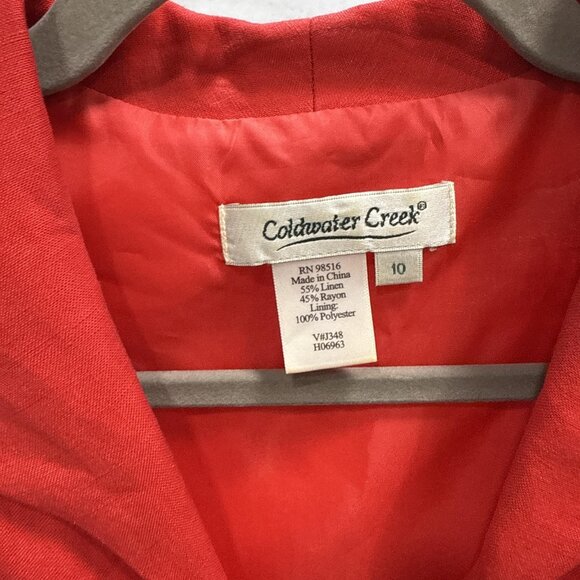 Coldwater Creek®
RN 98516
Made in China
55% Linen
45% Rayon
Lining:
100% Polyester
V#J348
H06963
10